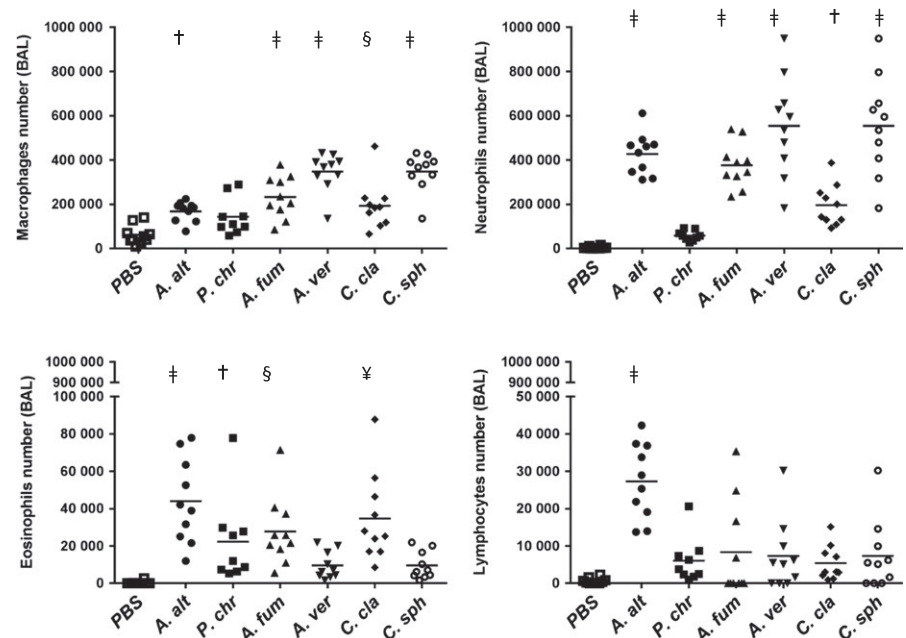 † ‡ ‡ § ‡
Macrophages number (BAL)
1000 000
800 000
600 000
400 000
200 000
0
PBS A. alt P. chr A. fum A. ver C. cla C. sph
‡ ‡ ‡ † ‡
Neutrophils number (BAL)
1000 000
800 000
600 000
400 000
200 000
0
PBS A. alt P. chr A. fum A. ver C. cla C. sph
‡ † § ¥
Eosinophils number (BAL)
1000 000
900 000
100 000
80 000
60 000
40 000
20 000
0
PBS A. alt P. chr A. fum A. ver C. cla C. sph
‡
Lymphocytes number (BAL)
1000 000
900 000
50 000
40 000
30 000
20 000
10 000
0
PBS A. alt P. chr A. fum A. ver C. cla C. sph